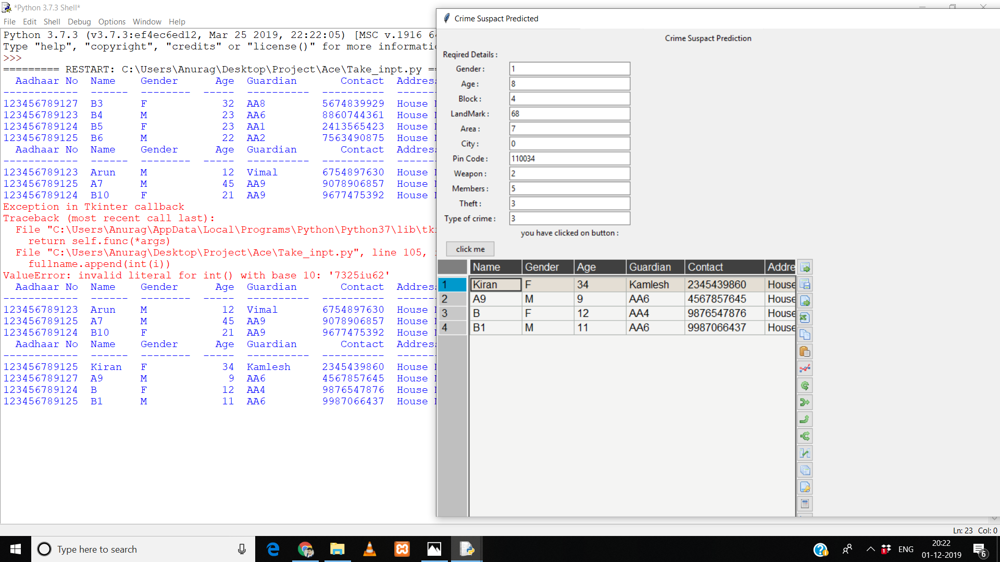 *Python 3.7.3 Shell*
File Edit Shell Debug Options Window Help
Python 3.7.3 (v3.7.3:ef4ec6ed12, Mar 25 2019, 22:22:05) [MSC v.1916 6
Type "help", "copyright", "credits" or "license()" for more informati
>>>
========= RESTART: C:\Users\Anurag\Desktop\Project\Ace\Take_inpt.py =
Aadhaar No Name Gender Age Guardian Contact Address
------------ ------ -------- ----- ---------- ---------- ------
123456789127 B3 F 32 AA8 5674839929 House
123456789123 B4 M 23 AA6 8860744361 House
123456789124 B5 F 23 AA1 2413565423 House
123456789125 B6 M 22 AA2 7563490875 House
Aadhaar No Name Gender Age Guardian Contact Address
------------ ------ -------- ----- ---------- ---------- ------
123456789123 Arun M 12 Vimal 6754897630 House
123456789125 A7 M 45 AA9 9078906857 House
123456789124 B10 F 21 AA9 9677475392 House
Exception in Tkinter callback
Traceback (most recent call last):
File "C:\Users\Anurag\AppData\Local\Programs\Python\Python37\lib\tk
return self.func(*args)
File "C:\Users\Anurag\Desktop\Project\Ace\Take_inpt.py", line 105,
fullname.append(int(i))
ValueError: invalid literal for int() with base 10: '7325iu62'
Aadhaar No Name Gender Age Guardian Contact Address
------------ ------ -------- ----- ---------- ---------- ------
123456789123 Arun M 12 Vimal 6754897630 House
123456789125 A7 M 45 AA9 9078906857 House
123456789124 B10 F 21 AA9 9677475392 House
Aadhaar No Name Gender Age Guardian Contact Address
------------ ------ -------- ----- ---------- ---------- ------
123456789125 Kiran F 34 Kamlesh 2345439860 House
123456789127 A9 M 9 AA6 4567857645 House
123456789124 B F 12 AA4 9876547876 House
123456789125 B1 M 11 AA6 9987066437 House
Crime Suspact Predicted
Crime Suspact Prediction
Reqired Details :
Gender : 1
Age : 8
Block : 4
LandMark : 68
Area : 7
City : 0
Pin Code : 110034
Weapon : 2
Members : 5
Theft : 3
Type of crime : 3
you have clicked on button :
click me
Name Gender Age Guardian Contact Addre
1 Kiran F 34 Kamlesh 2345439860 House
2 A9 M 9 AA6 4567857645 House
3 B F 12 AA4 9876547876 House
4 B1 M 11 AA6 9987066437 House
Ln: 23 Col: 0
Type here to search
ENG
20:22
01-12-2019
1
6